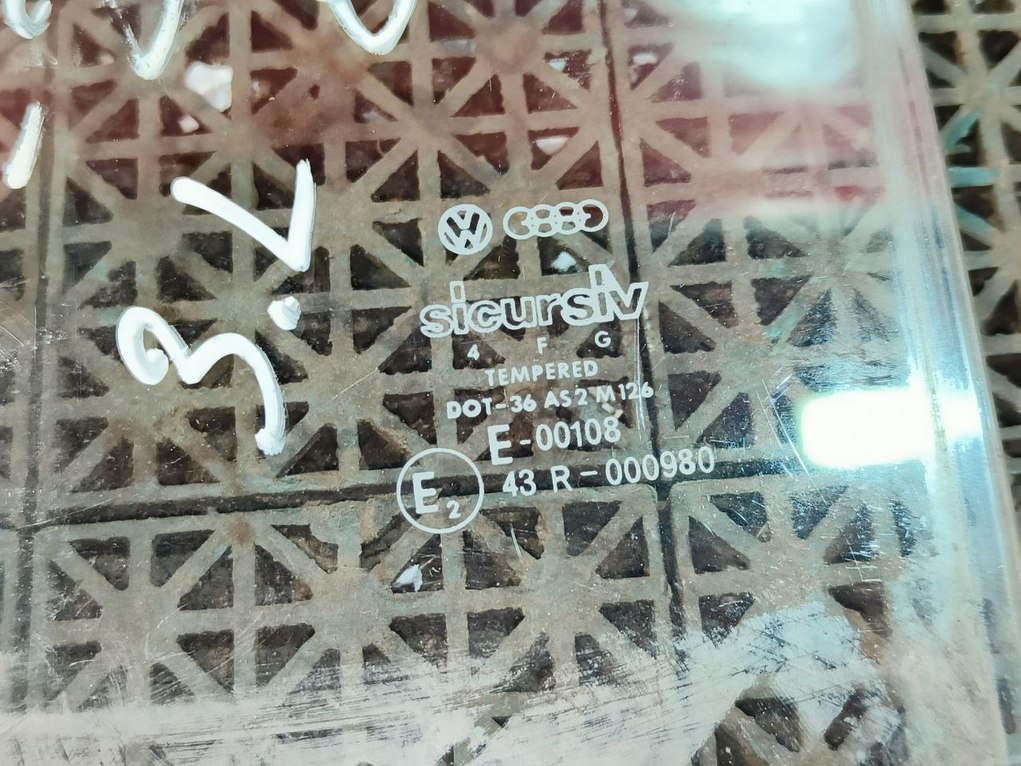 sicursiv
4 F G
TEMPERED
DOT-36 AS2 M126
E-00108
43 R-000980
E2